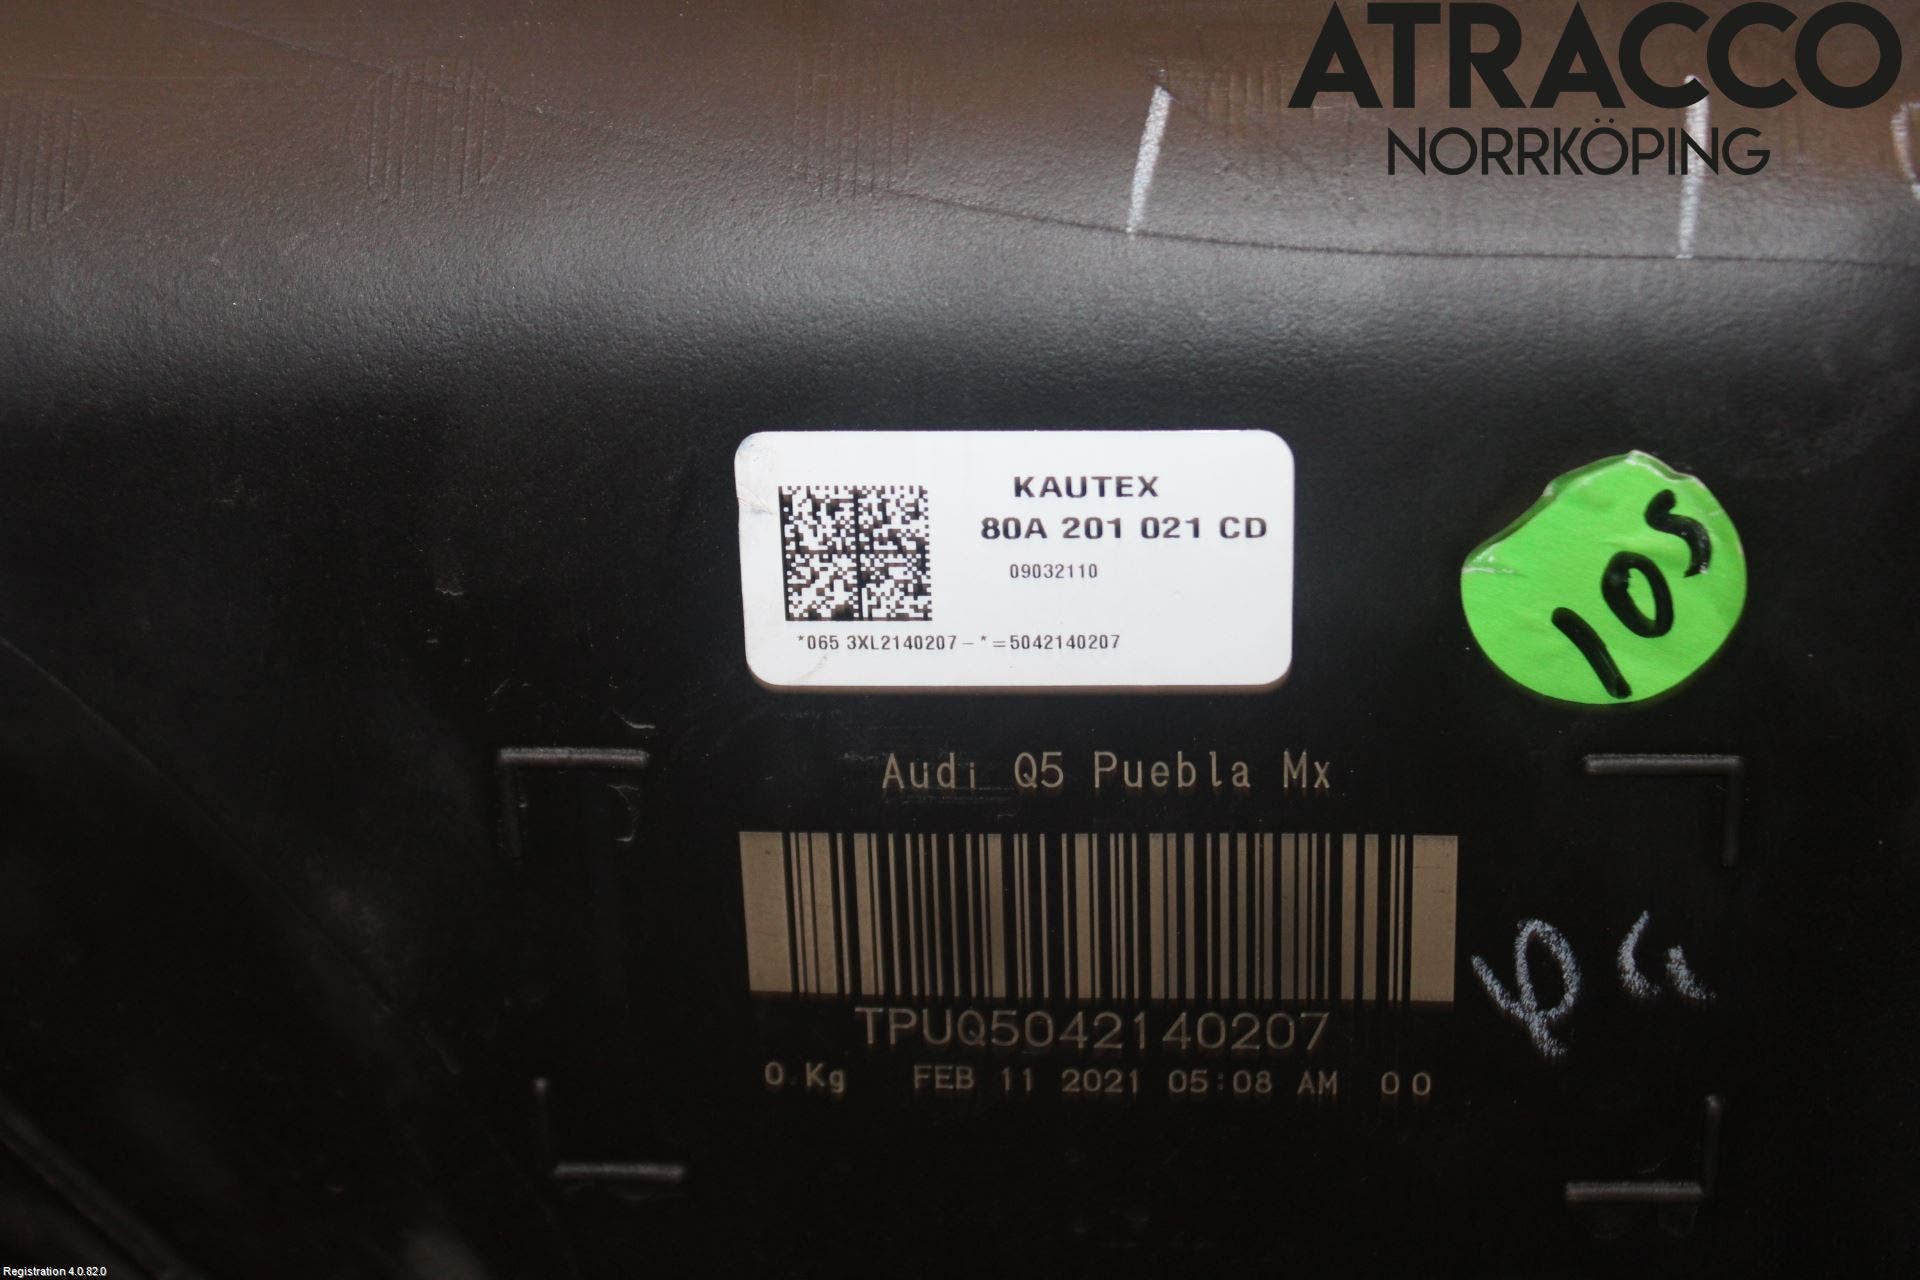 ATRACCO
NORRKÖPING
KAUTEX
80A 201 021 CD
09032110
*065 3XL2140207-*=5042140207
105
Audi Q5 Puebla Mx
TPUQ5042140207
0 Kg FEB 11 2021 05:08 AM 00
Registration 4.0.82.0